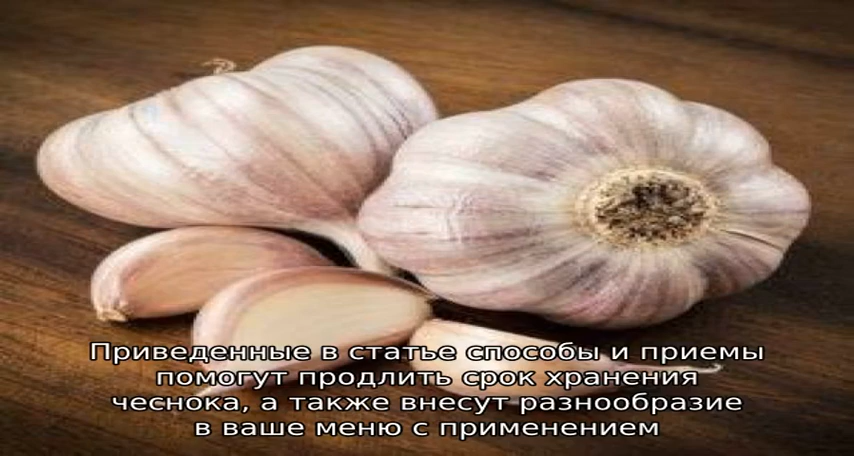 Приведенные в статье способы и приемы
помогут продлить срок хранения
чеснока, а также внесут разнообразие
в ваше меню с применением